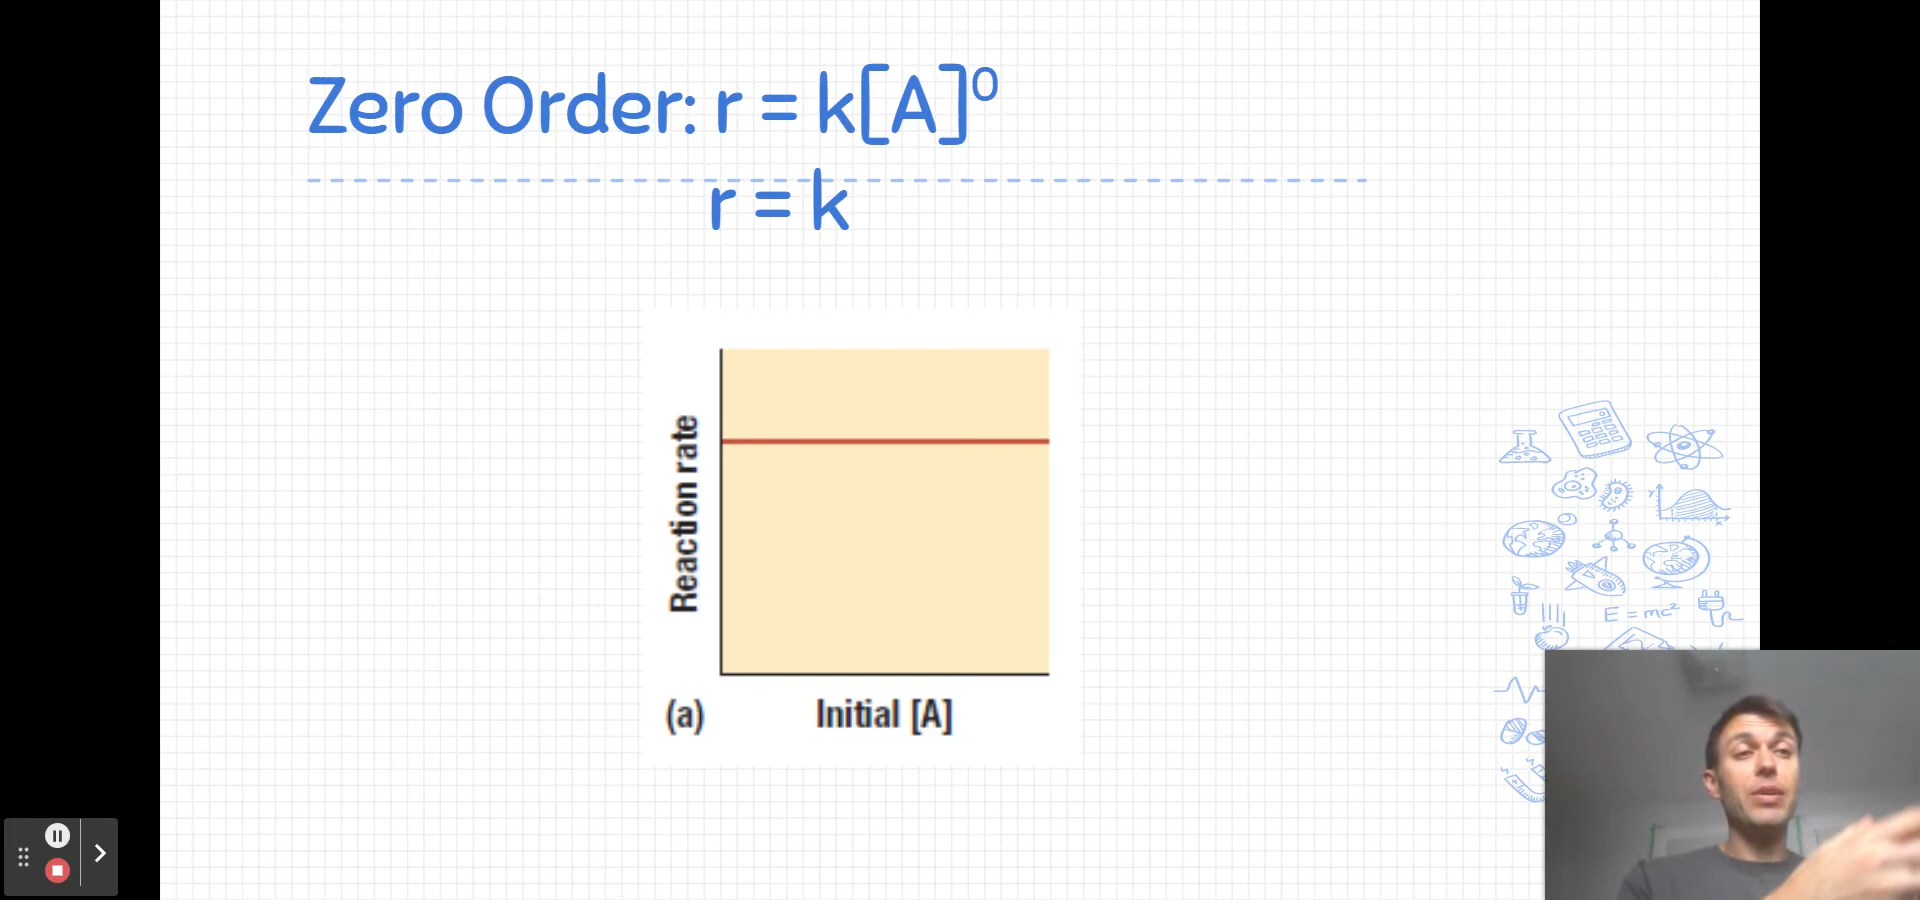 Zero Order: r = k[A]⁰
r = k
Reaction rate
(a) Initial [A]
E = mc²